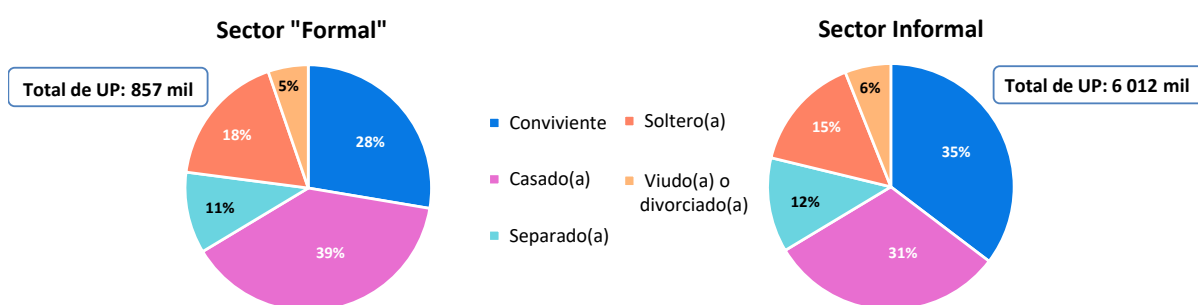 Sector "Formal"
Total de UP: 857 mil
5%
28%
18%
11%
39%
Conviviente
Soltero(a)
Casado(a)
Viudo(a) o
divorciado(a)
Separado(a)
Sector Informal
Total de UP: 6 012 mil
6%
35%
15%
12%
31%